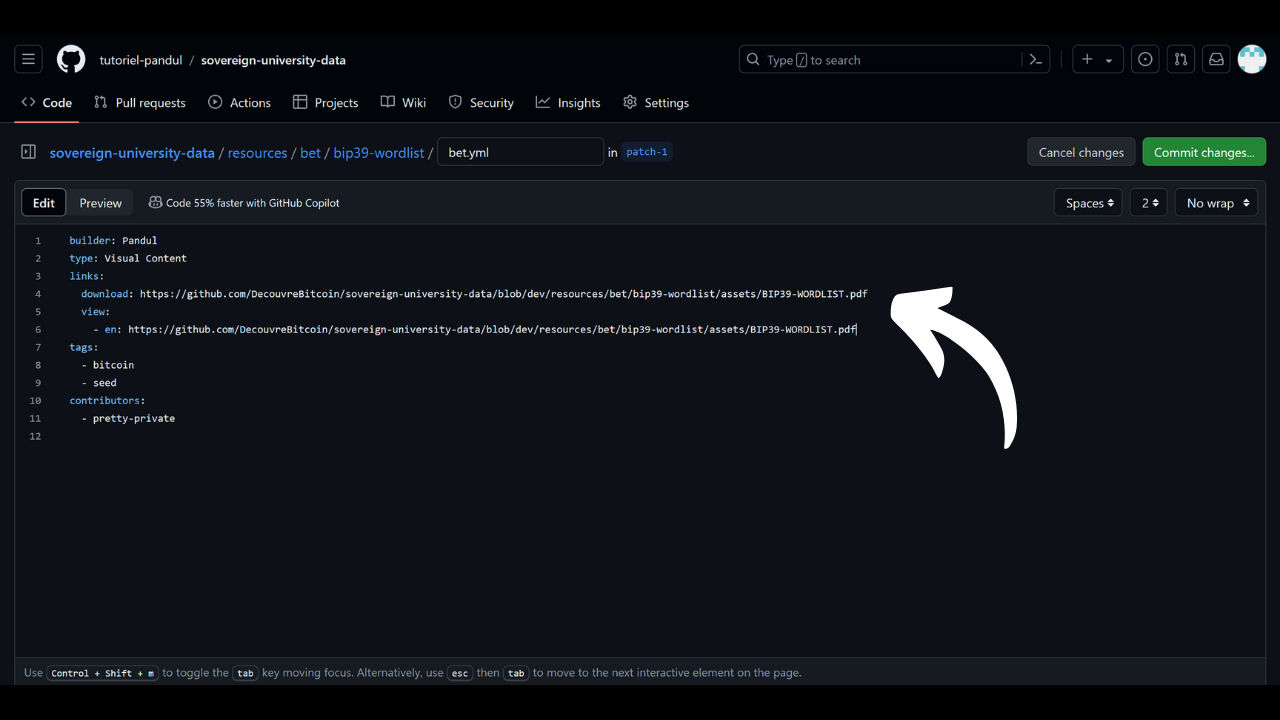 tutoriel-pandul / sovereign-university-data
Type / to search
Code Pull requests Actions Projects Wiki Security Insights Settings
sovereign-university-data / resources / bet / bip39-wordlist / bet.yml in patch-1 Cancel changes Commit changes...
Edit Preview Code 55% faster with GitHub Copilot Spaces 2 No wrap
1 builder: Pandul
2 type: Visual Content
3 links:
4 download: https://github.com/DecouvreBitcoin/sovereign-university-data/blob/dev/resources/bet/bip39-wordlist/assets/BIP39-WORDLIST.pdf
5 view:
6 - en: https://github.com/DecouvreBitcoin/sovereign-university-data/blob/dev/resources/bet/bip39-wordlist/assets/BIP39-WORDLIST.pdf
7 tags:
8 - bitcoin
9 - seed
10 contributors:
11 - pretty-private
12
Use Control + Shift + m to toggle the tab key moving focus. Alternatively, use esc then tab to move to the next interactive element on the page.